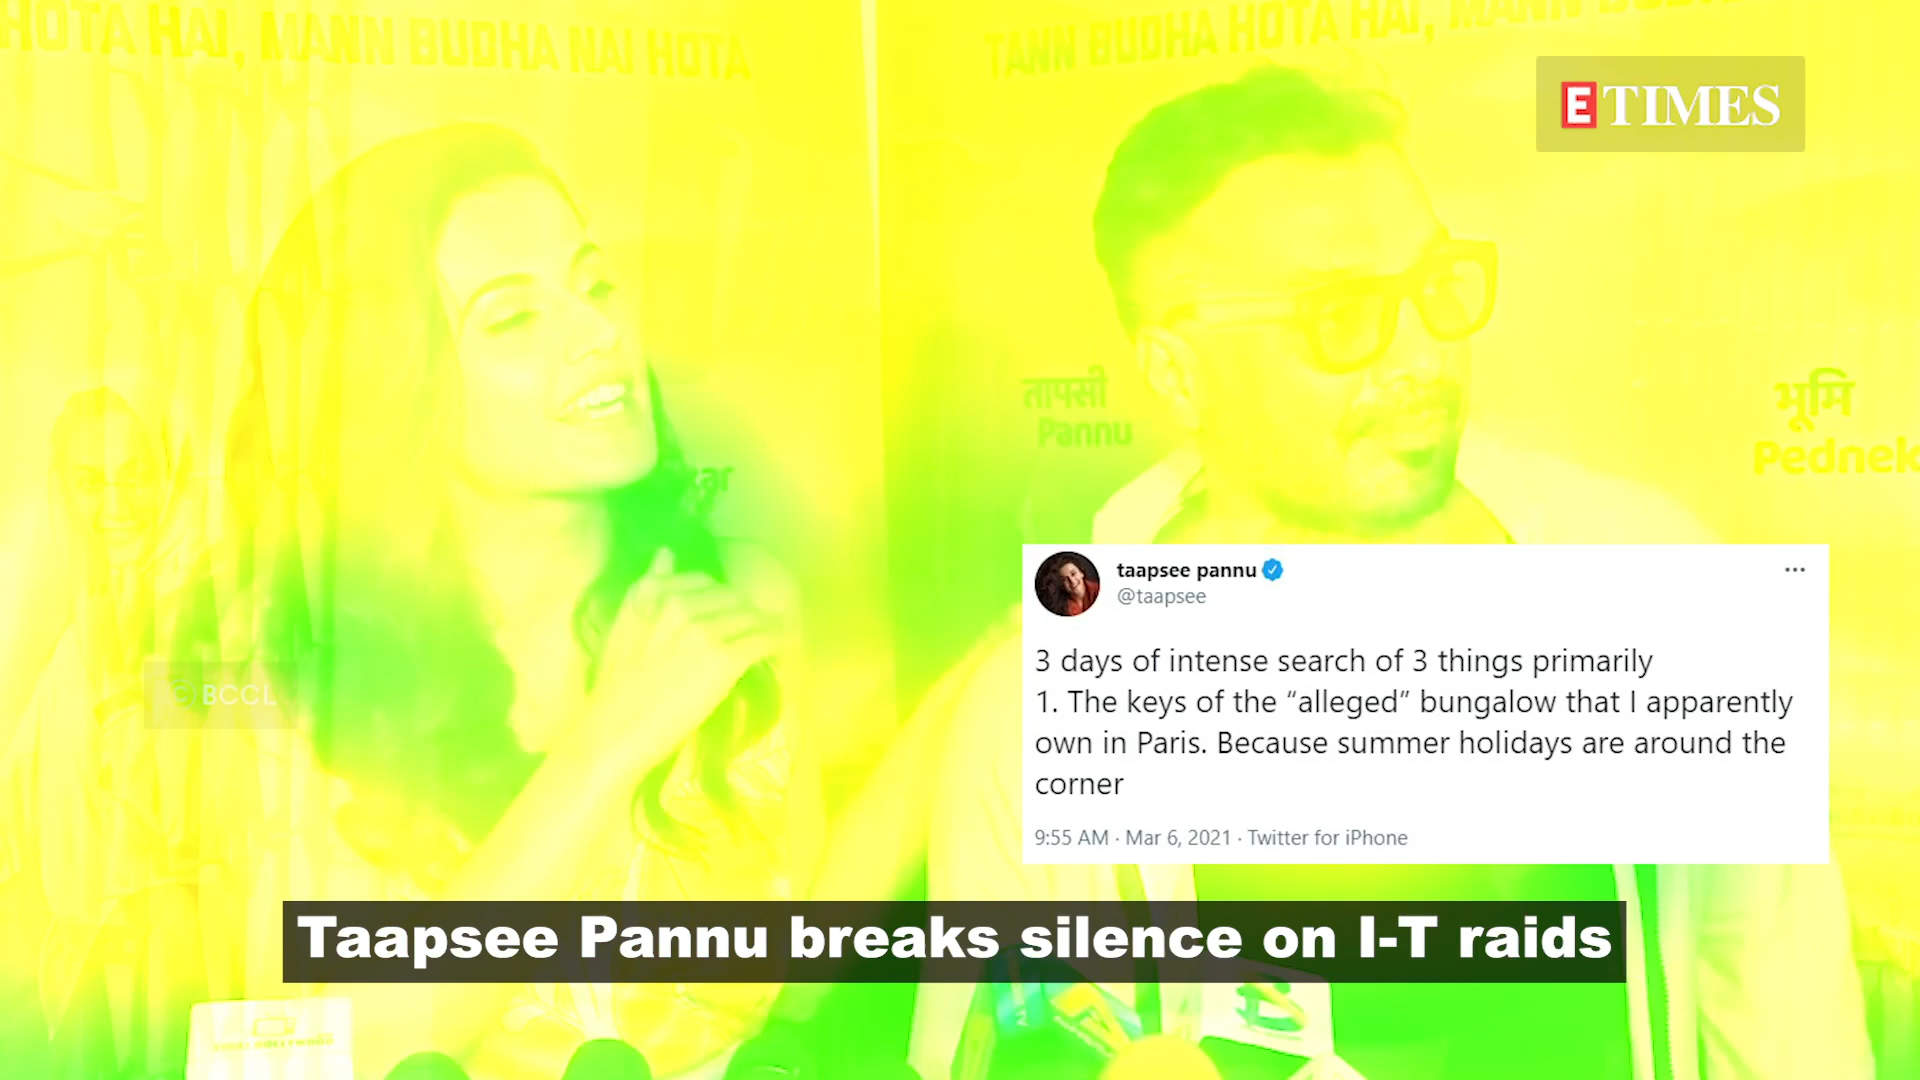 HOTA HAI, MANN BUDHA NAI HOTA
TANN BUDHA HOTA HAI, MANN
E TIMES
तापसी
Pannu
kar
भूमि
Pednek
taapsee pannu
@taapsee
3 days of intense search of 3 things primarily
1. The keys of the “alleged” bungalow that I apparently
own in Paris. Because summer holidays are around the
corner
9:55 AM · Mar 6, 2021 · Twitter for iPhone
© BCCL
Taapsee Pannu breaks silence on I-T raids